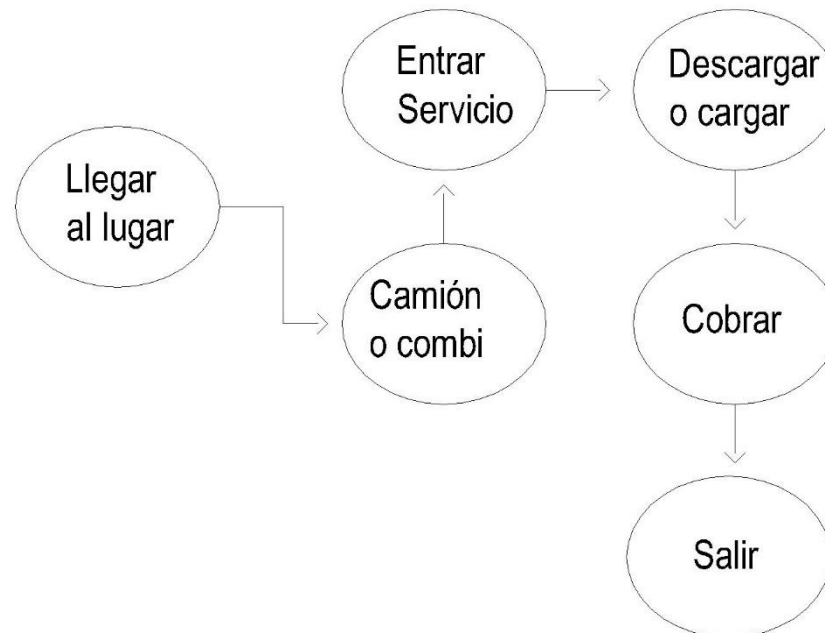 Llegar
al lugar
Camión
o combi
Entrar
Servicio
Descargar
o cargar
Cobrar
Salir